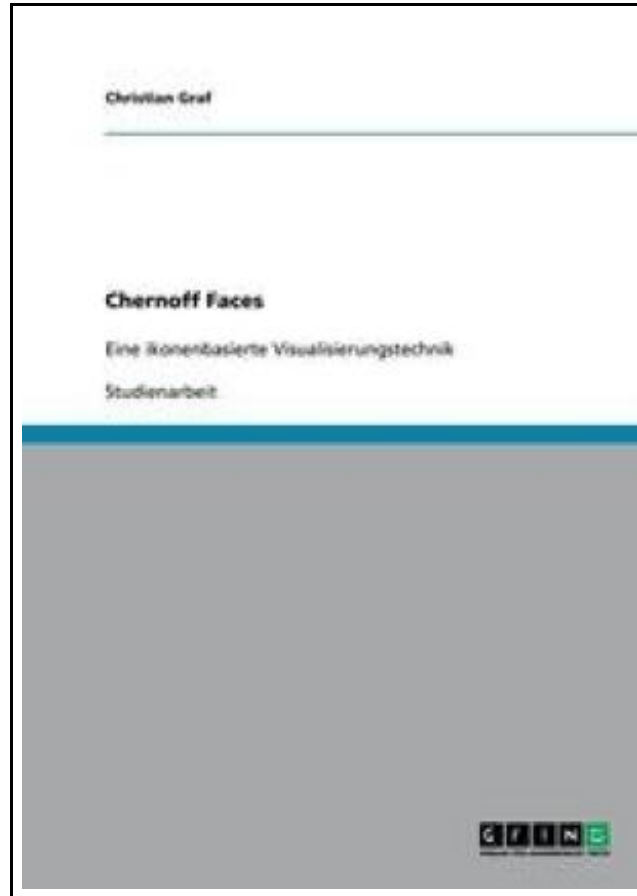 Christian Graf
Chernoff Faces
Eine ikonenbasierte Visualisierungstechnik
Studienarbeit
GRIN